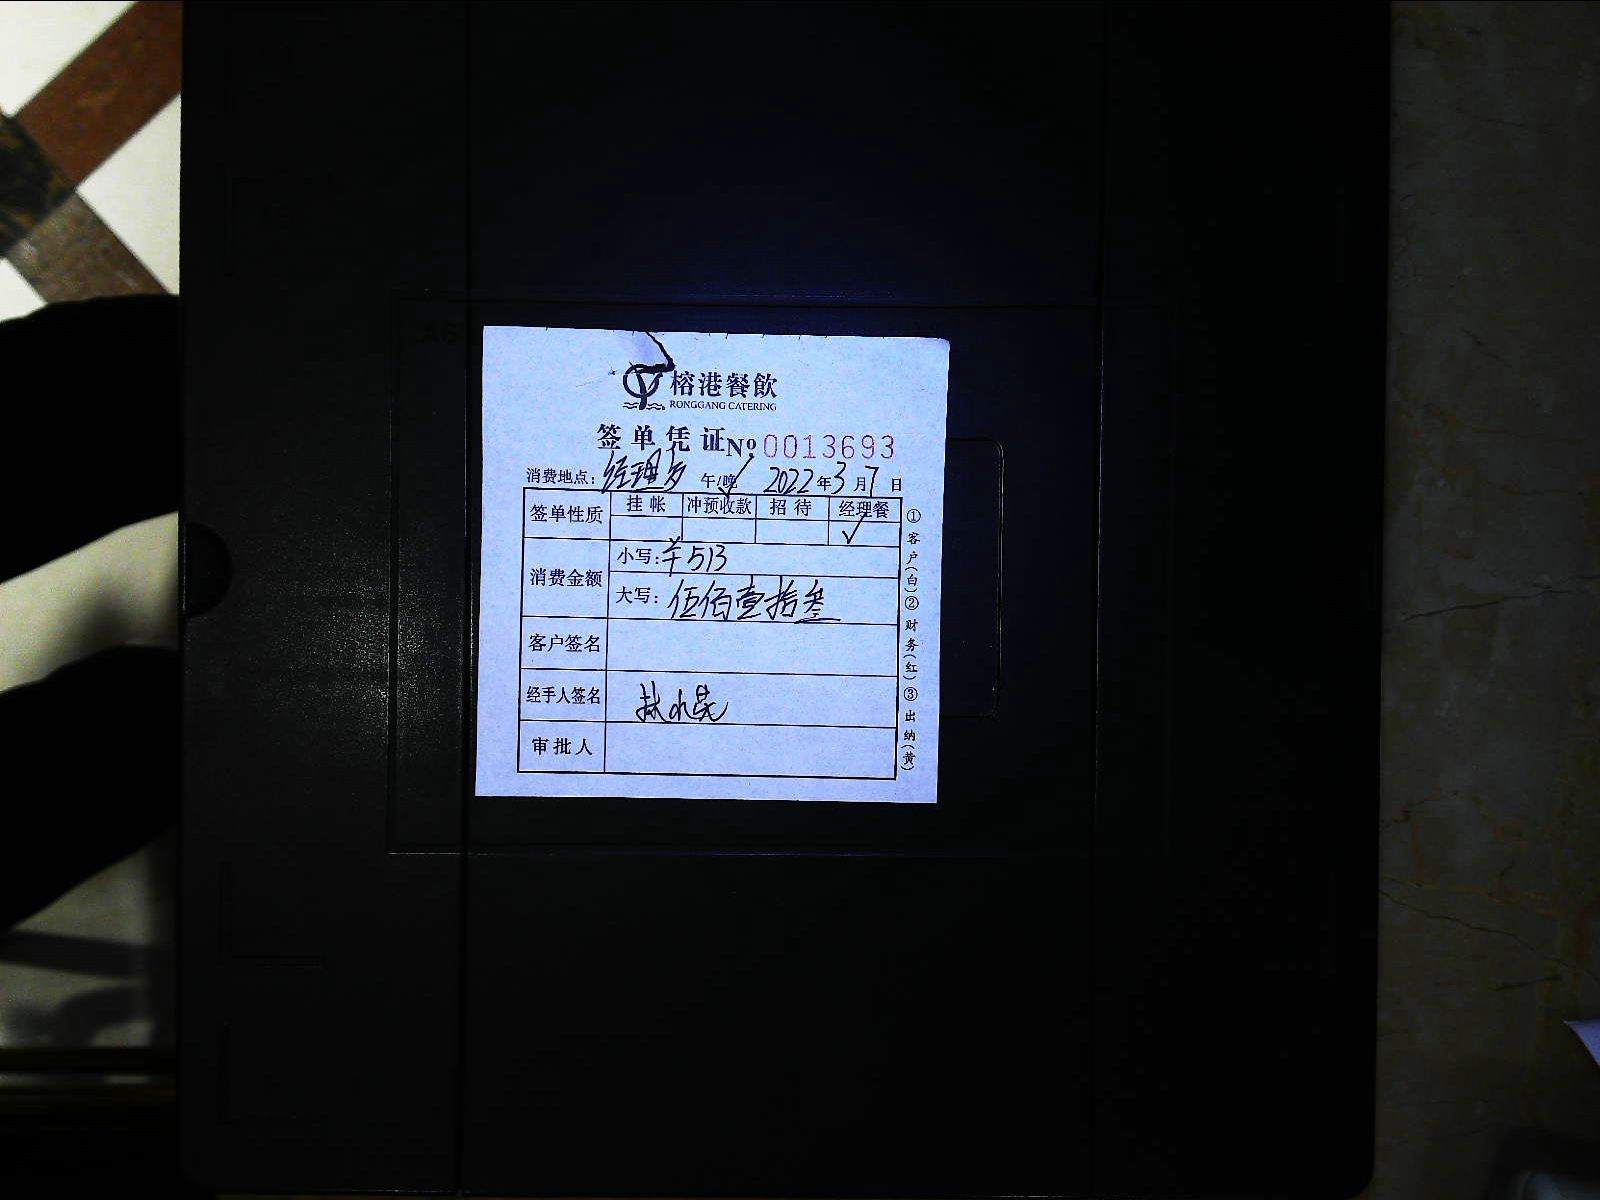 榕港餐飲
RONGGANG CATERING
签单凭证 Nº 0013693
消费地点: 经理 午/晚 ✓ 2022年3月7日
签单性质 挂帐 冲预收款 招待 经理餐
✓
消费金额 小写: ¥513
大写: 伍佰壹拾叁
客户签名
经手人签名 林
审批人
①客户(白)②财务(红)③出纳(黄)
A6